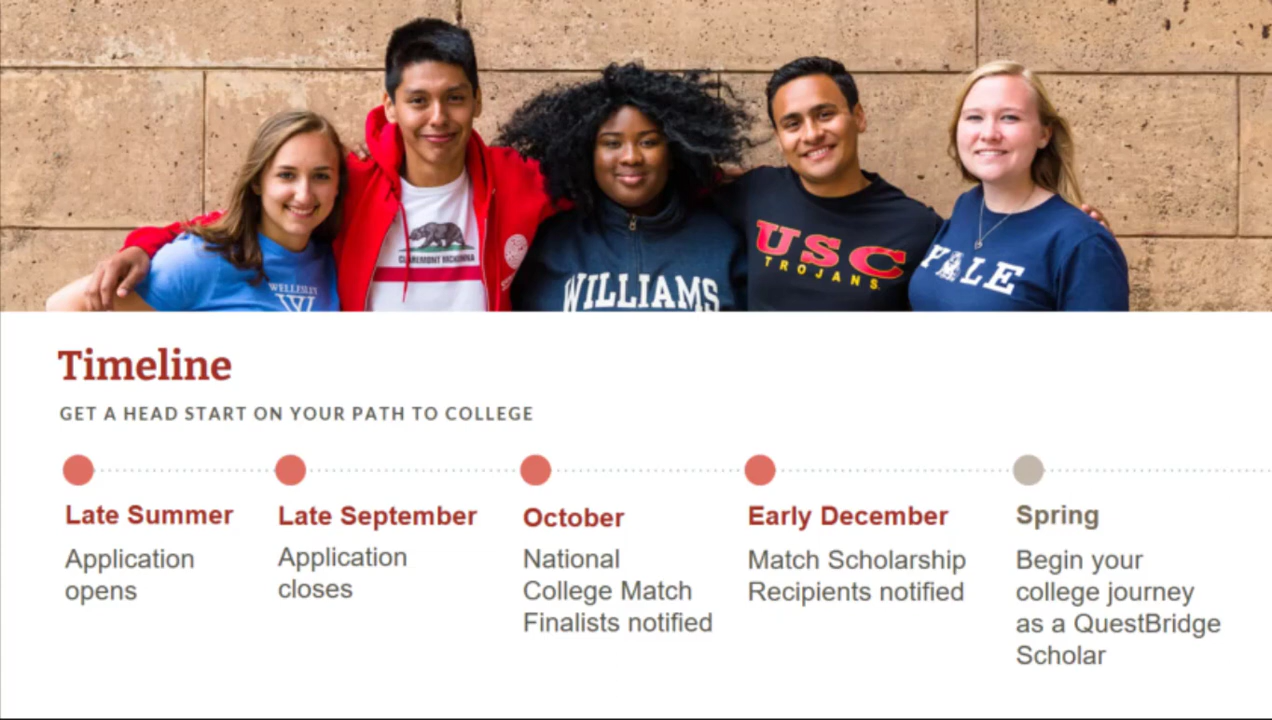 WELLESLEY
W
CLAREMONT MCKENNA
WILLIAMS
USC
TROJANS
YALE
Timeline
GET A HEAD START ON YOUR PATH TO COLLEGE
Late Summer
Application
opens
Late September
Application
closes
October
National
College Match
Finalists notified
Early December
Match Scholarship
Recipients notified
Spring
Begin your
college journey
as a QuestBridge
Scholar